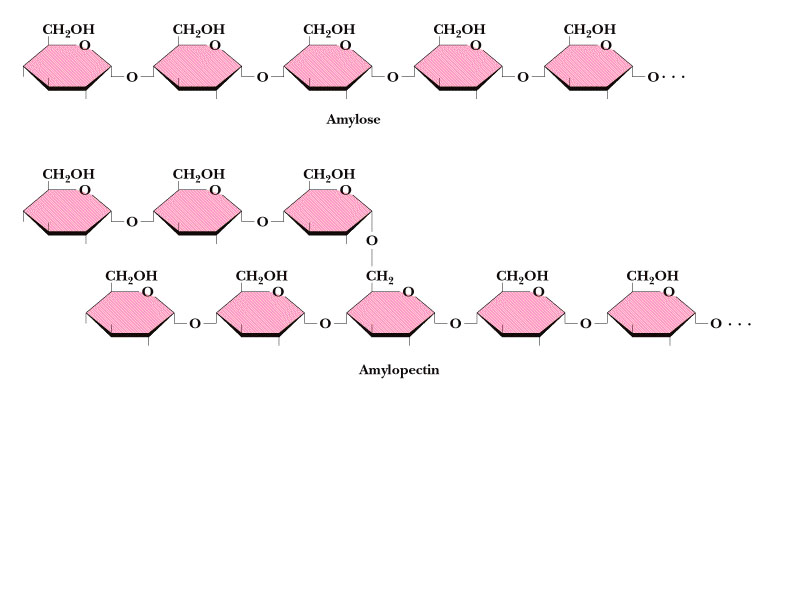 CH₂OH CH₂OH CH₂OH CH₂OH CH₂OH
O O O O O
O O O O O · · ·
Amylose
CH₂OH CH₂OH CH₂OH
O O O
O O
O
CH₂OH CH₂OH CH₂ CH₂OH CH₂OH
O O O O O
O O O O O · · ·
Amylopectin